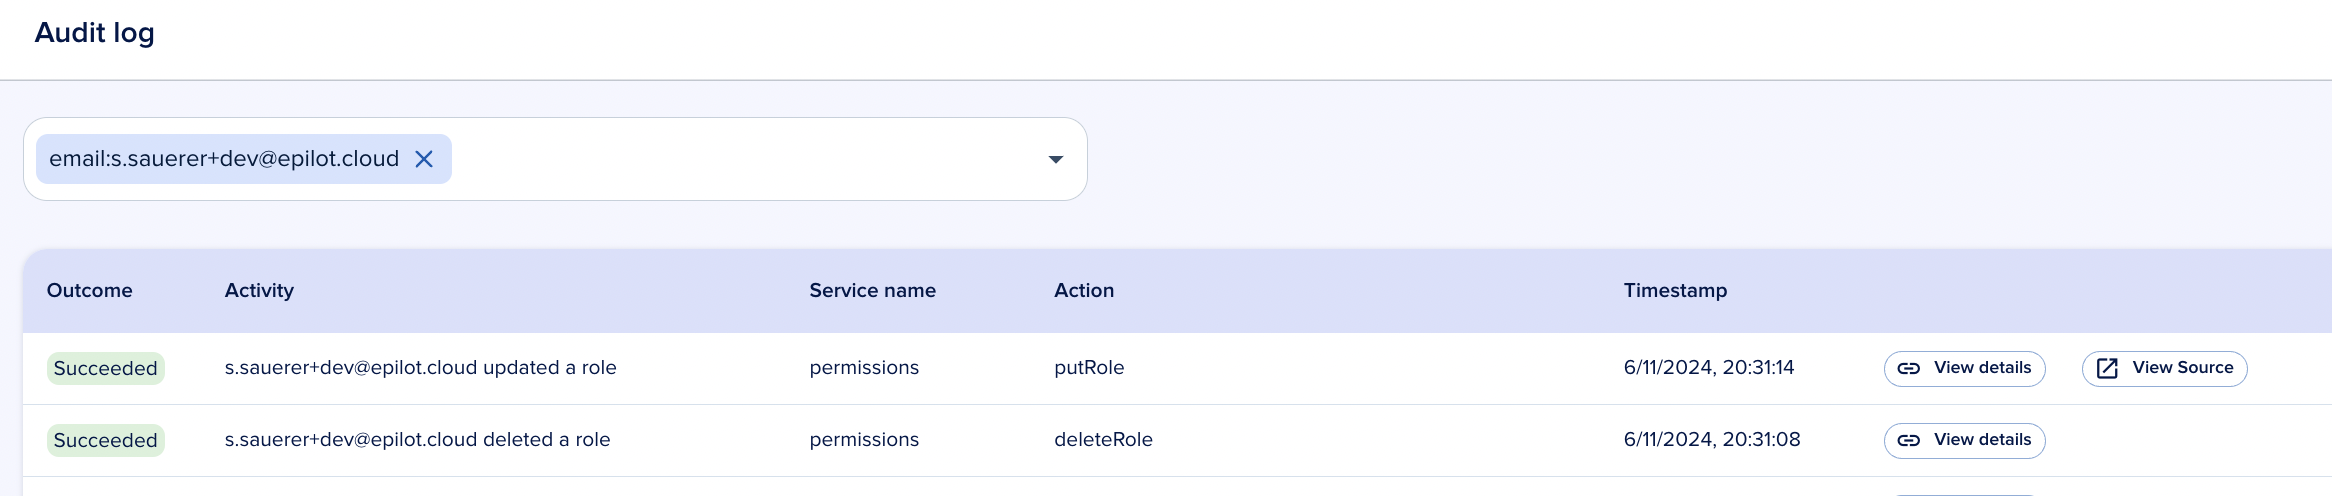 Audit log
email:s.sauerer+dev@epilot.cloud
Outcome Activity Service name Action Timestamp
Succeeded s.sauerer+dev@epilot.cloud updated a role permissions putRole 6/11/2024, 20:31:14 View details View Source
Succeeded s.sauerer+dev@epilot.cloud deleted a role permissions deleteRole 6/11/2024, 20:31:08 View details